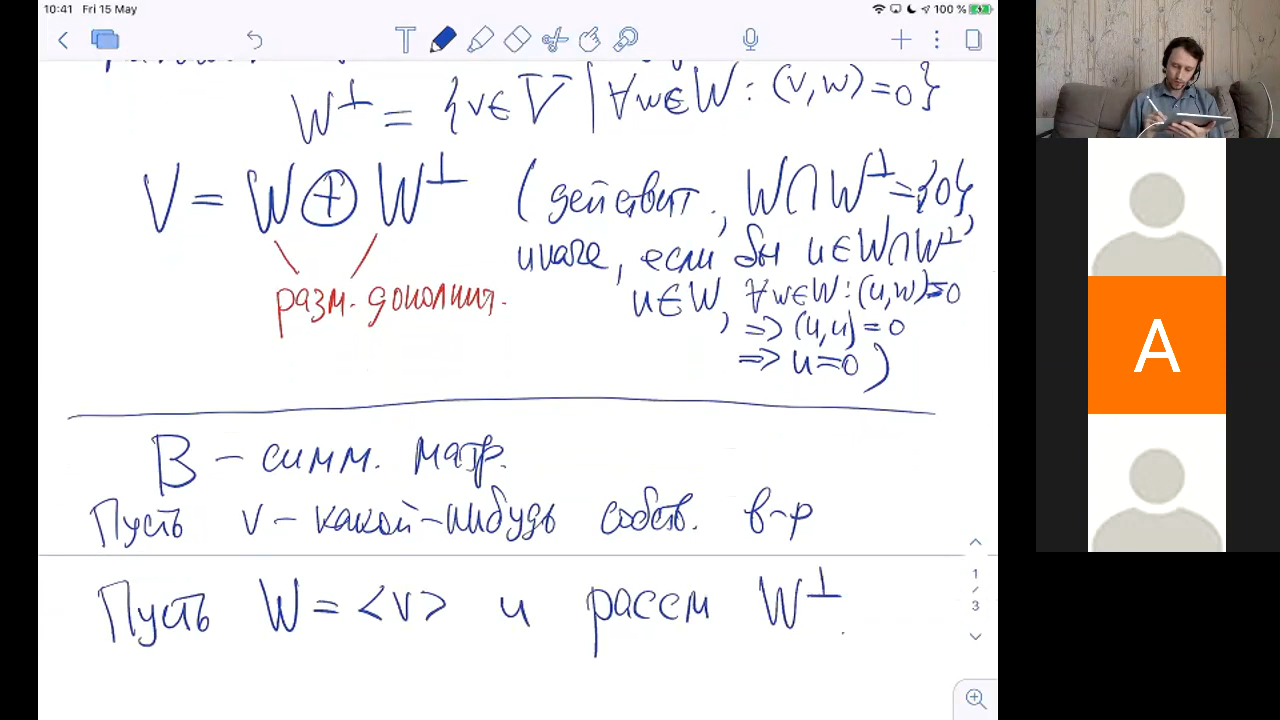 10:41 Fri 15 May
100 %
T
W⊥ = {v∈V | ∀w∈W : (v,w)=0}
V = W ⊕ W⊥ (действит., W∩W⊥={0},
иначе, если бы u∈W∩W⊥,
u∈W, ∀w∈W:(u,w)=0
разм. дополнит.
=> (u,u)=0
=> u=0)
B – симм. матр.
Пусть v – какой-нибудь собств. в-р
Пусть W = <v> и рассм W⊥.
1
/
3
A